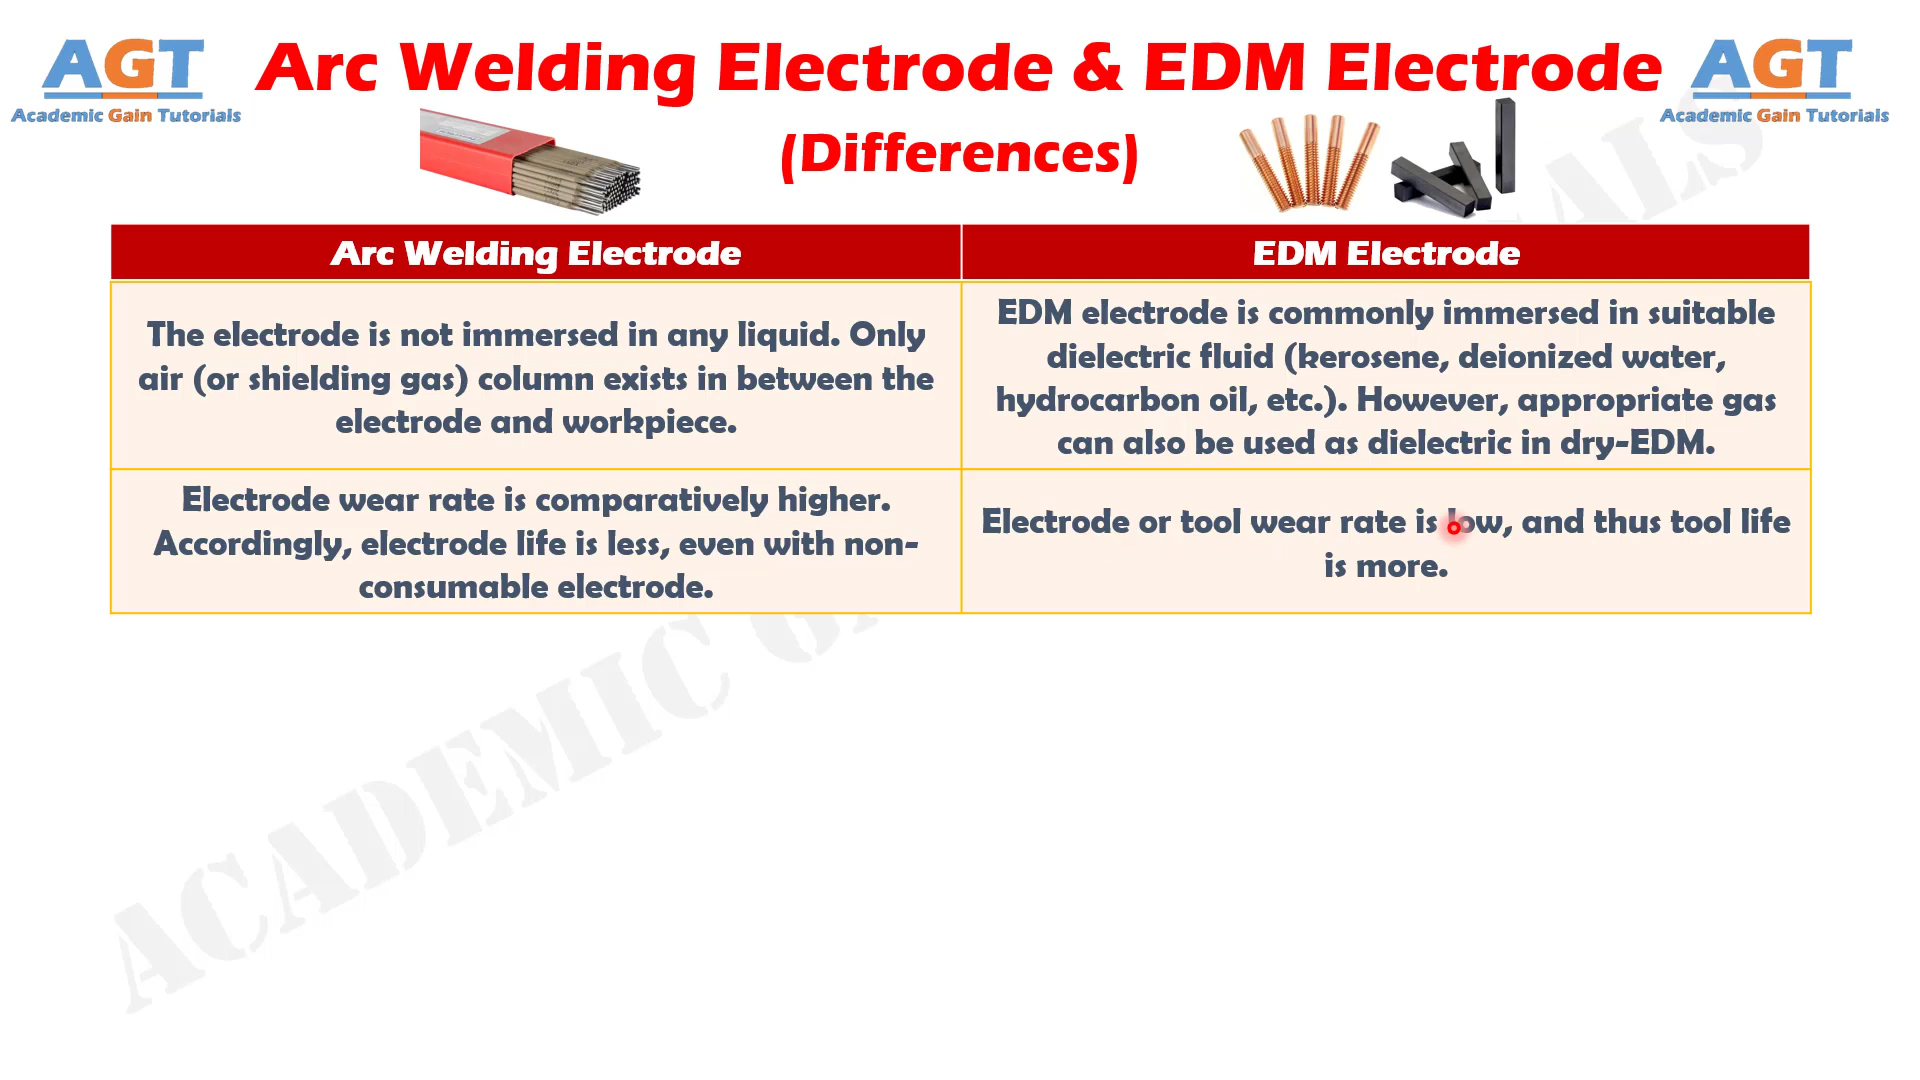 AGT
Academic Gain Tutorials
Arc Welding Electrode & EDM Electrode
(Differences)
AGT
Academic Gain Tutorials
Arc Welding Electrode
EDM Electrode
The electrode is not immersed in any liquid. Only
air (or shielding gas) column exists in between the
electrode and workpiece.
EDM electrode is commonly immersed in suitable
dielectric fluid (kerosene, deionized water,
hydrocarbon oil, etc.). However, appropriate gas
can also be used as dielectric in dry-EDM.
Electrode wear rate is comparatively higher.
Accordingly, electrode life is less, even with non-
consumable electrode.
Electrode or tool wear rate is low, and thus tool life
is more.
ACADEMIC